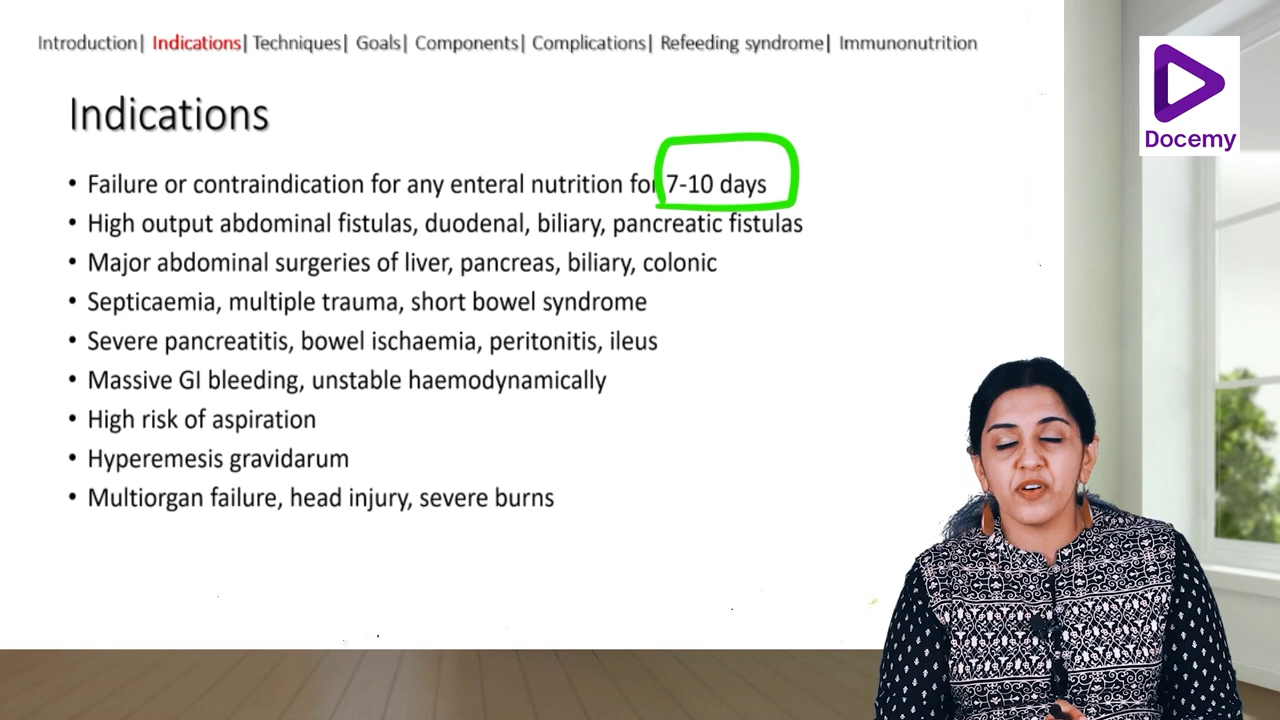 Introduction| Indications| Techniques| Goals| Components| Complications| Refeeding syndrome| Immunonutrition
Docemy
Indications
• Failure or contraindication for any enteral nutrition for 7-10 days
• High output abdominal fistulas, duodenal, biliary, pancreatic fistulas
• Major abdominal surgeries of liver, pancreas, biliary, colonic
• Septicaemia, multiple trauma, short bowel syndrome
• Severe pancreatitis, bowel ischaemia, peritonitis, ileus
• Massive GI bleeding, unstable haemodynamically
• High risk of aspiration
• Hyperemesis gravidarum
• Multiorgan failure, head injury, severe burns